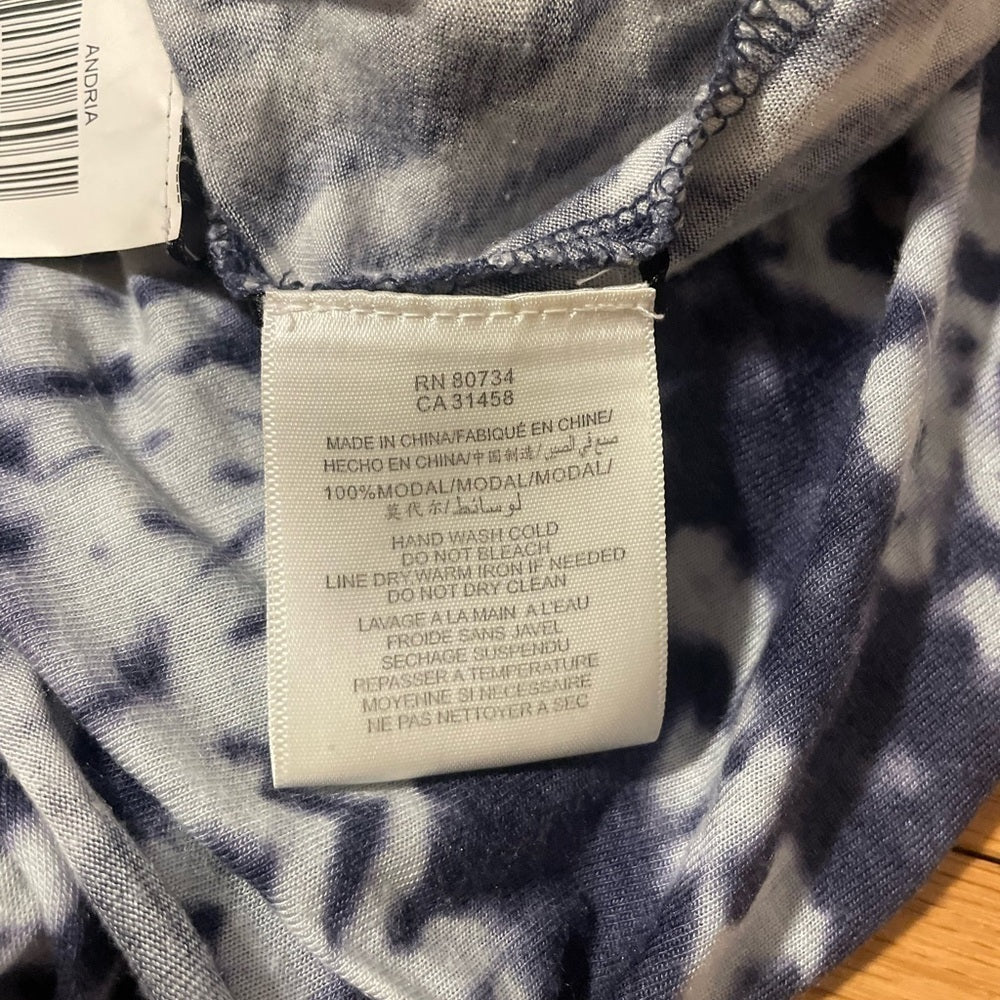 ANDRIA
RN 80734
CA 31458
MADE IN CHINA/FABIQUÉ EN CHINE/
HECHO EN CHINA/中国制造/صنع في الصين
100%MODAL/MODAL/MODAL/
莫代尔/لو سائط
HAND WASH COLD
DO NOT BLEACH
LINE DRY.WARM IRON IF NEEDED
DO NOT DRY CLEAN
LAVAGE A LA MAIN A L'EAU
FROIDE SANS JAVEL
SECHAGE SUSPENDU
REPASSER A TEMPERATURE
MOYENNE SI NECESSAIRE
NE PAS NETTOYER A SEC